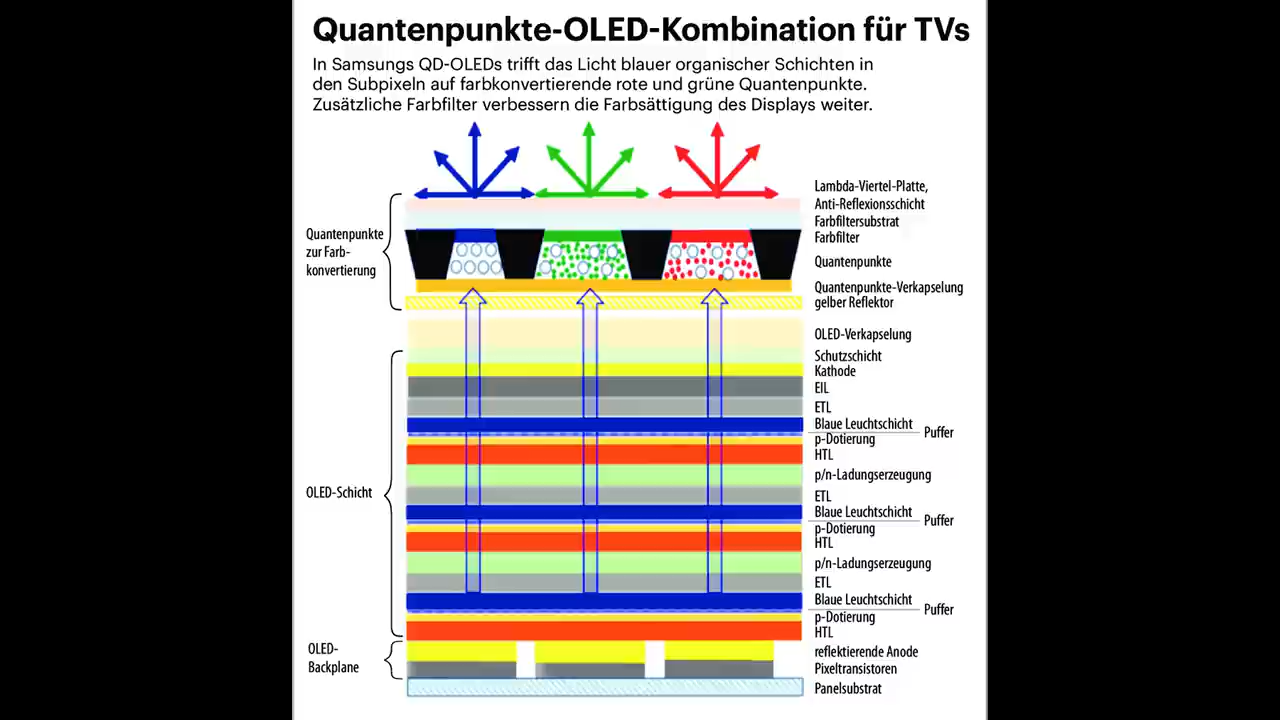 Quantenpunkte-OLED-Kombination für TVs
In Samsungs QD-OLEDs trifft das Licht blauer organischer Schichten in
den Subpixeln auf farbkonvertierende rote und grüne Quantenpunkte.
Zusätzliche Farbfilter verbessern die Farbsättigung des Displays weiter.
Quantenpunkte
zur Farb-
konvertierung
Lambda-Viertel-Platte,
Anti-Reflexionsschicht
Farbfiltersubstrat
Farbfilter
Quantenpunkte
Quantenpunkte-Verkapselung
gelber Reflektor
OLED-Verkapselung
Schutzschicht
Kathode
EIL
ETL
Blaue Leuchtschicht
Puffer
p-Dotierung
HTL
p/n-Ladungserzeugung
OLED-Schicht
ETL
Blaue Leuchtschicht
Puffer
p-Dotierung
HTL
p/n-Ladungserzeugung
ETL
Blaue Leuchtschicht
Puffer
p-Dotierung
HTL
OLED-
Backplane
reflektierende Anode
Pixeltransistoren
Panelsubstrat